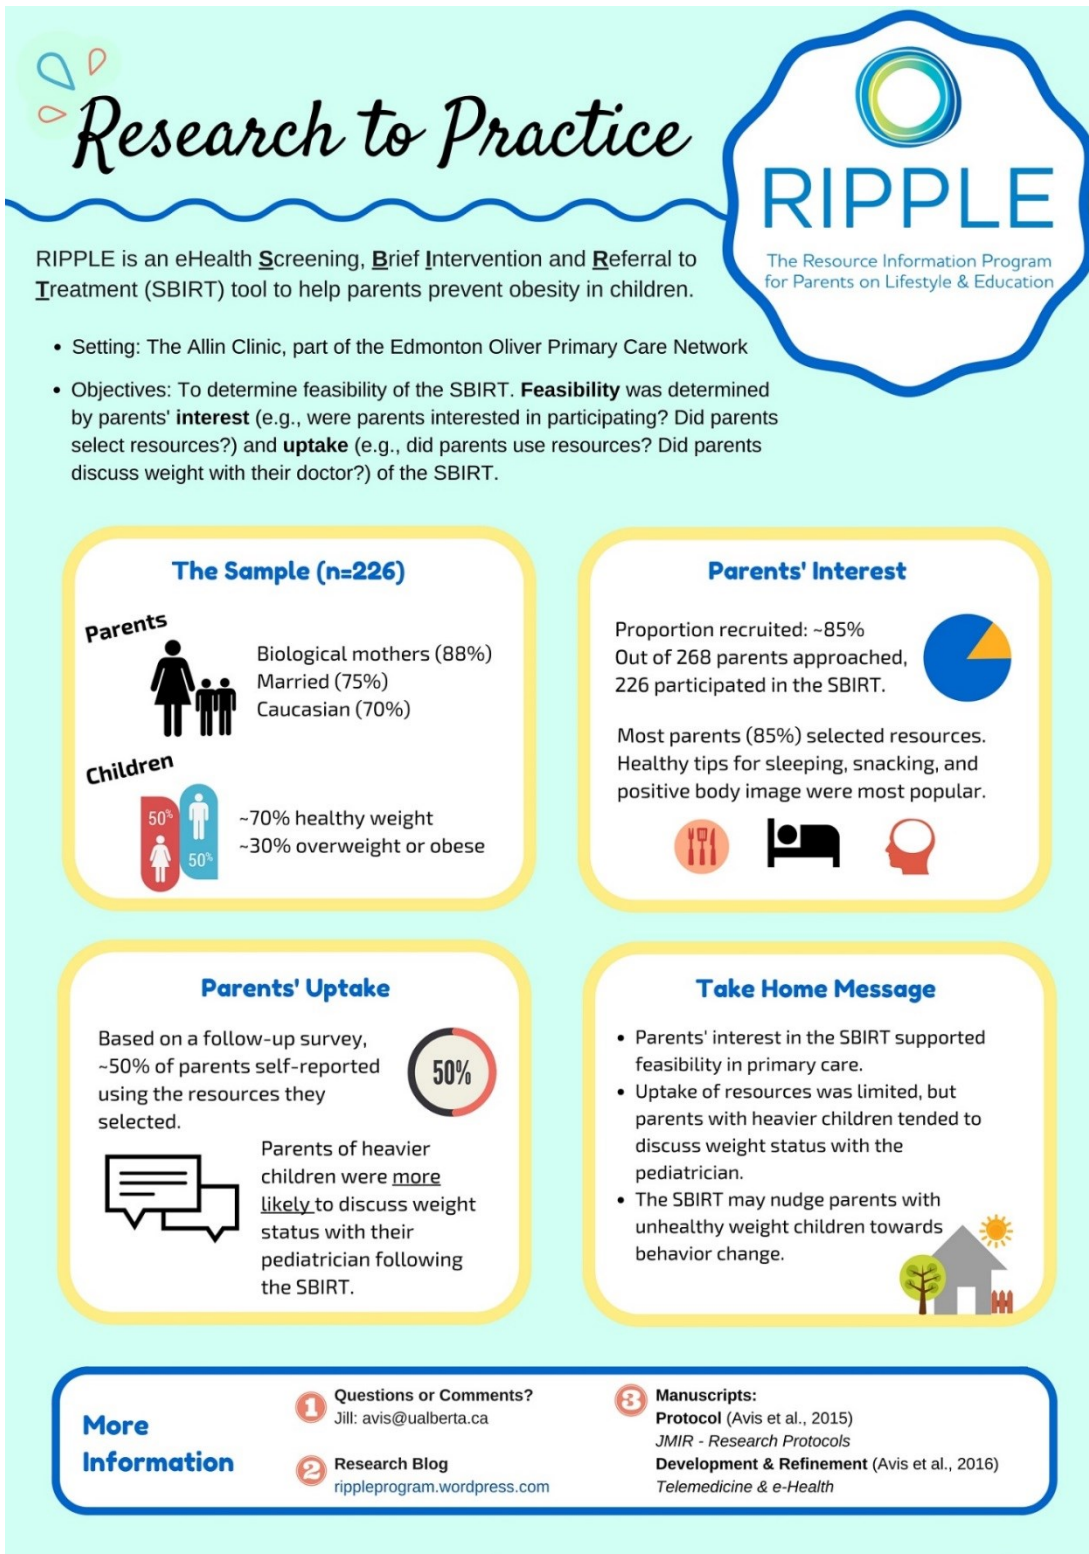 Research to Practice
RIPPLE
The Resource Information Program
for Parents on Lifestyle & Education
RIPPLE is an eHealth Screening, Brief Intervention and Referral to
Treatment (SBIRT) tool to help parents prevent obesity in children.
• Setting: The Allin Clinic, part of the Edmonton Oliver Primary Care Network
• Objectives: To determine feasibility of the SBIRT. Feasibility was determined
by parents' interest (e.g., were parents interested in participating? Did parents
select resources?) and uptake (e.g., did parents use resources? Did parents
discuss weight with their doctor?) of the SBIRT.
The Sample (n=226)
Parents
Biological mothers (88%)
Married (75%)
Caucasian (70%)
Children
50%
50%
~70% healthy weight
~30% overweight or obese
Parents' Interest
Proportion recruited: ~85%
Out of 268 parents approached,
226 participated in the SBIRT.
Most parents (85%) selected resources.
Healthy tips for sleeping, snacking, and
positive body image were most popular.
Parents' Uptake
Based on a follow-up survey,
~50% of parents self-reported
using the resources they
selected.
50%
Parents of heavier
children were more
likely to discuss weight
status with their
pediatrician following
the SBIRT.
Take Home Message
• Parents' interest in the SBIRT supported
feasibility in primary care.
• Uptake of resources was limited, but
parents with heavier children tended to
discuss weight status with the
pediatrician.
• The SBIRT may nudge parents with
unhealthy weight children towards
behavior change.
More
Information
1
Questions or Comments?
Jill: avis@ualberta.ca
2
Research Blog
rippleprogram.wordpress.com
3
Manuscripts:
Protocol (Avis et al., 2015)
JMIR - Research Protocols
Development & Refinement (Avis et al., 2016)
Telemedicine & e-Health